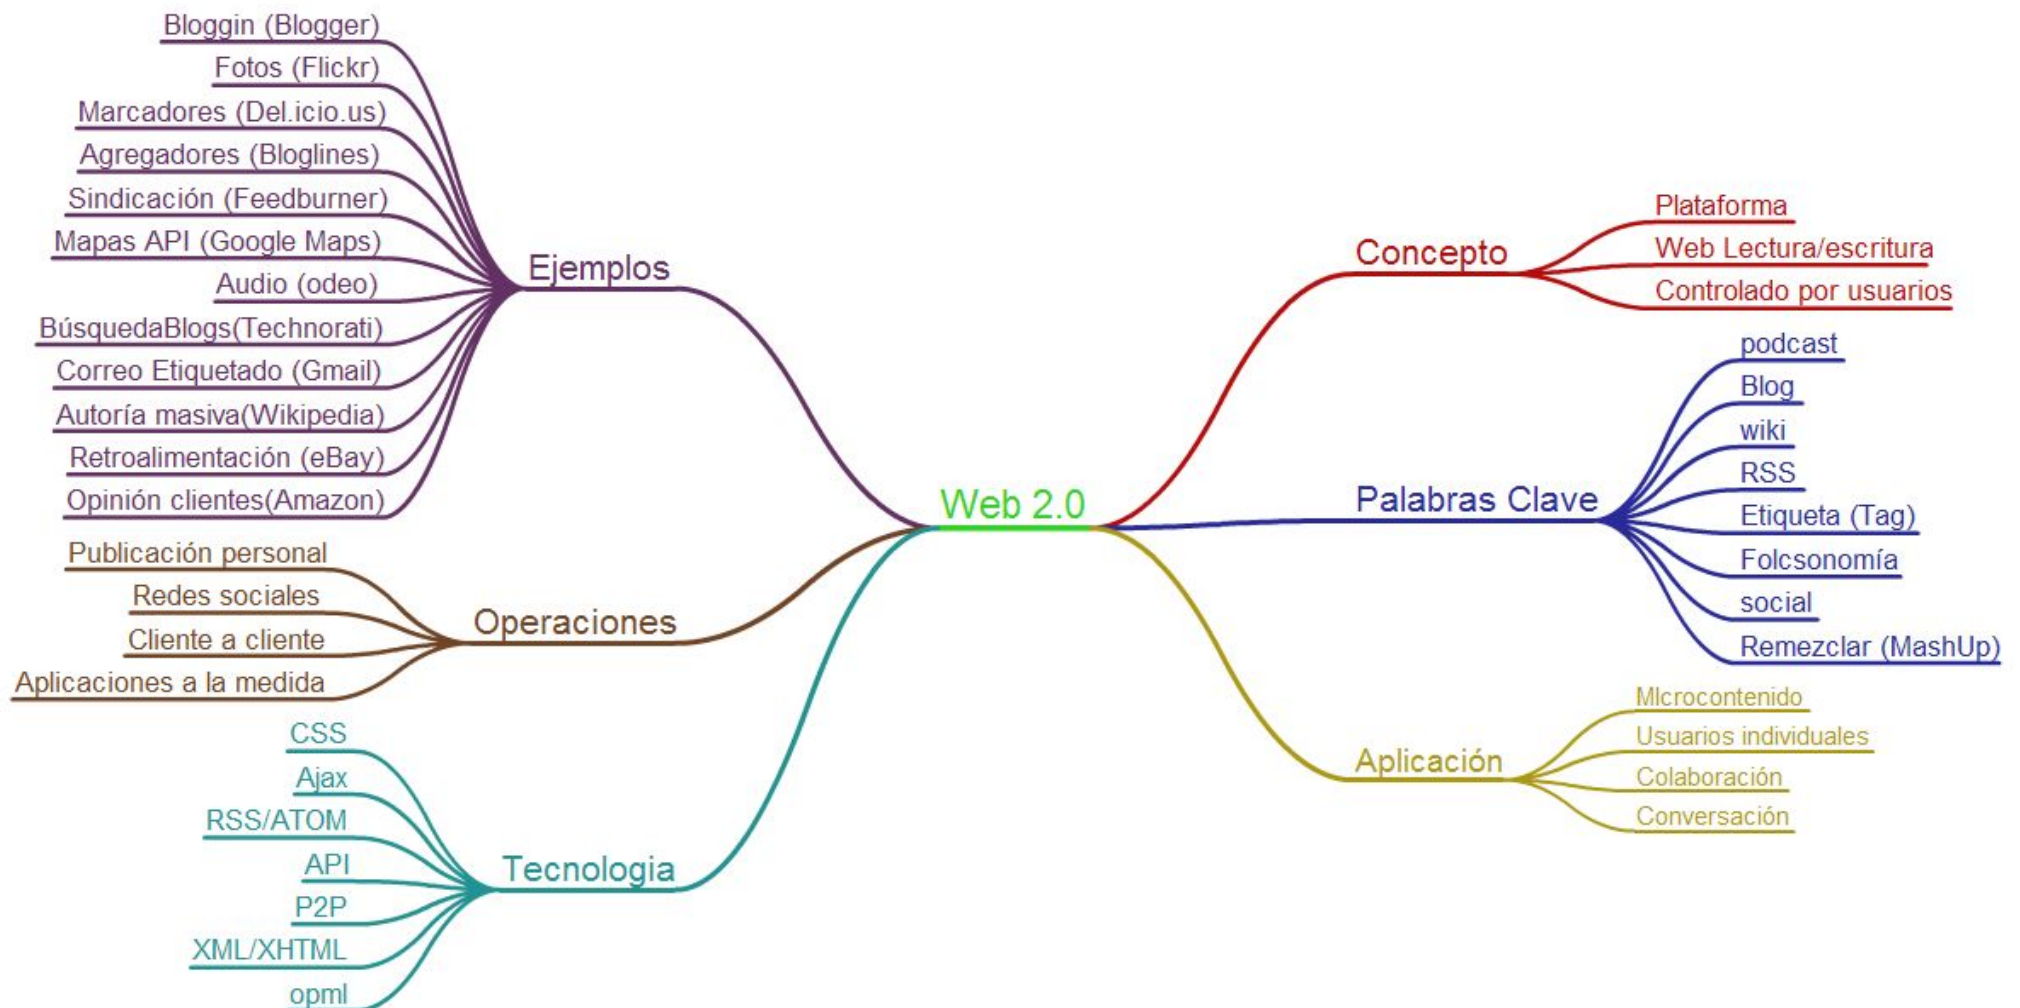 Web 2.0
Ejemplos
Bloggin (Blogger)
Fotos (Flickr)
Marcadores (Del.icio.us)
Agregadores (Bloglines)
Sindicación (Feedburner)
Mapas API (Google Maps)
Audio (odeo)
BúsquedaBlogs(Technorati)
Correo Etiquetado (Gmail)
Autoría masiva(Wikipedia)
Retroalimentación (eBay)
Opinión clientes(Amazon)
Operaciones
Publicación personal
Redes sociales
Cliente a cliente
Aplicaciones a la medida
Tecnologia
CSS
Ajax
RSS/ATOM
API
P2P
XML/XHTML
opml
Concepto
Plataforma
Web Lectura/escritura
Controlado por usuarios
Palabras Clave
podcast
Blog
wiki
RSS
Etiqueta (Tag)
Folcsonomía
social
Remezclar (MashUp)
Aplicación
MIcrocontenido
Usuarios individuales
Colaboración
Conversación